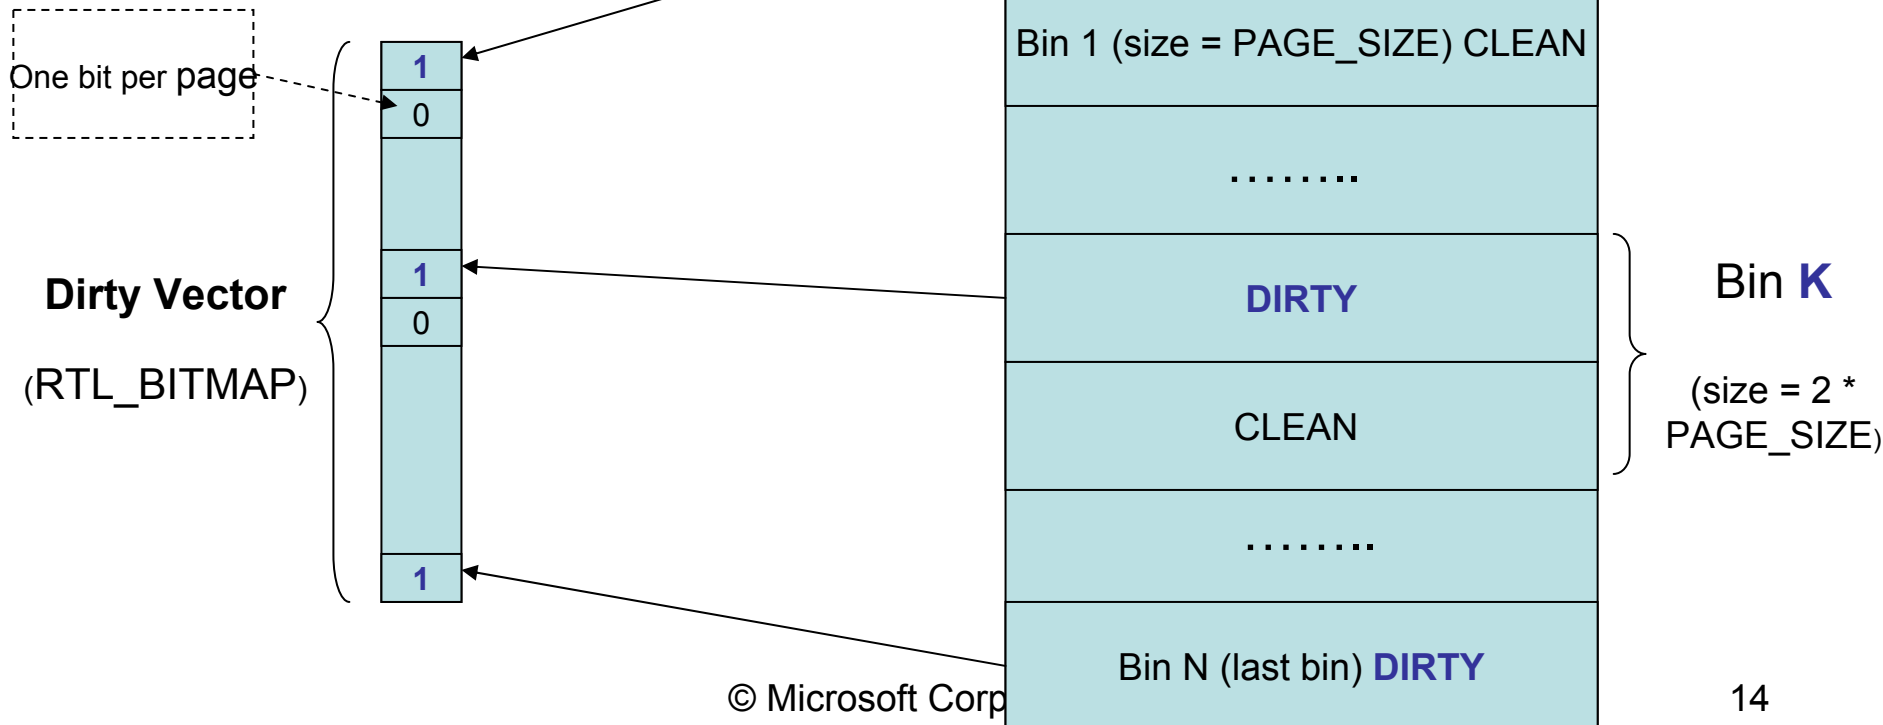 One bit per page
1
0
1
0
1
Dirty Vector
(RTL_BITMAP)
Bin 1 (size = PAGE_SIZE) CLEAN
........
DIRTY
CLEAN
........
Bin N (last bin) DIRTY
Bin K
(size = 2 *
PAGE_SIZE)
© Microsoft Corp
14